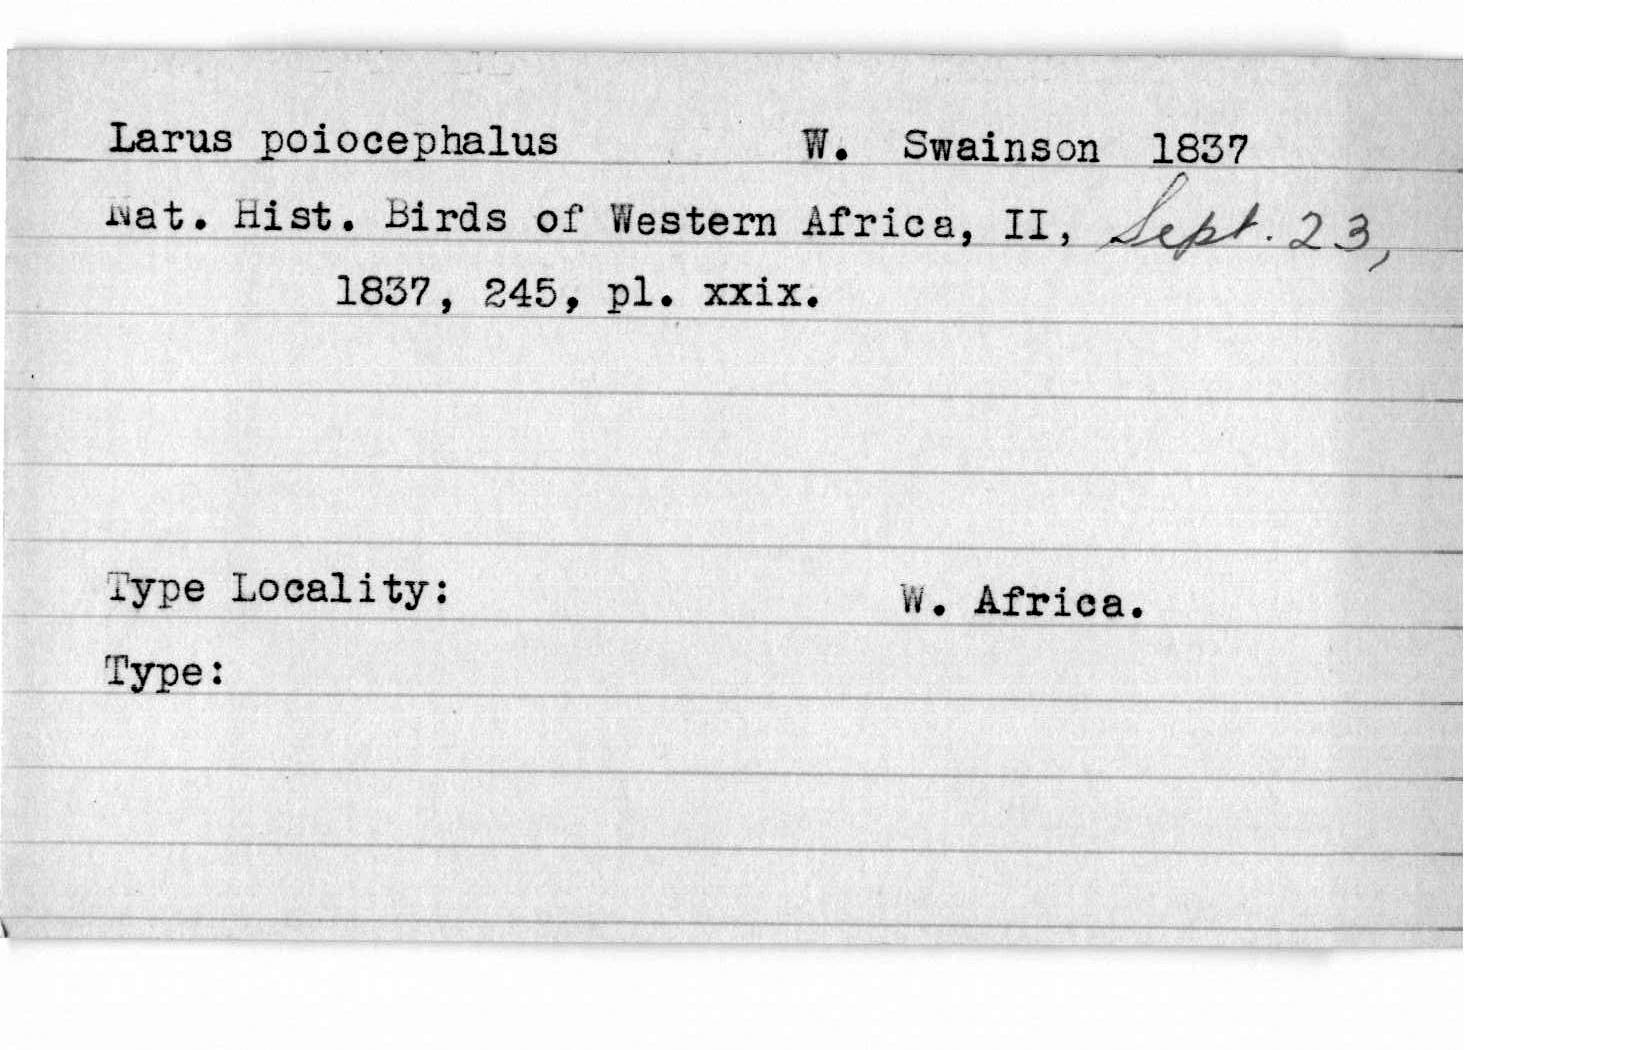 Larus poiocephalus W. Swainson 1837
Nat. Hist. Birds of Western Africa, II, Sept. 23,
1837, 245, pl. xxix.
Type Locality: W. Africa.
Type: